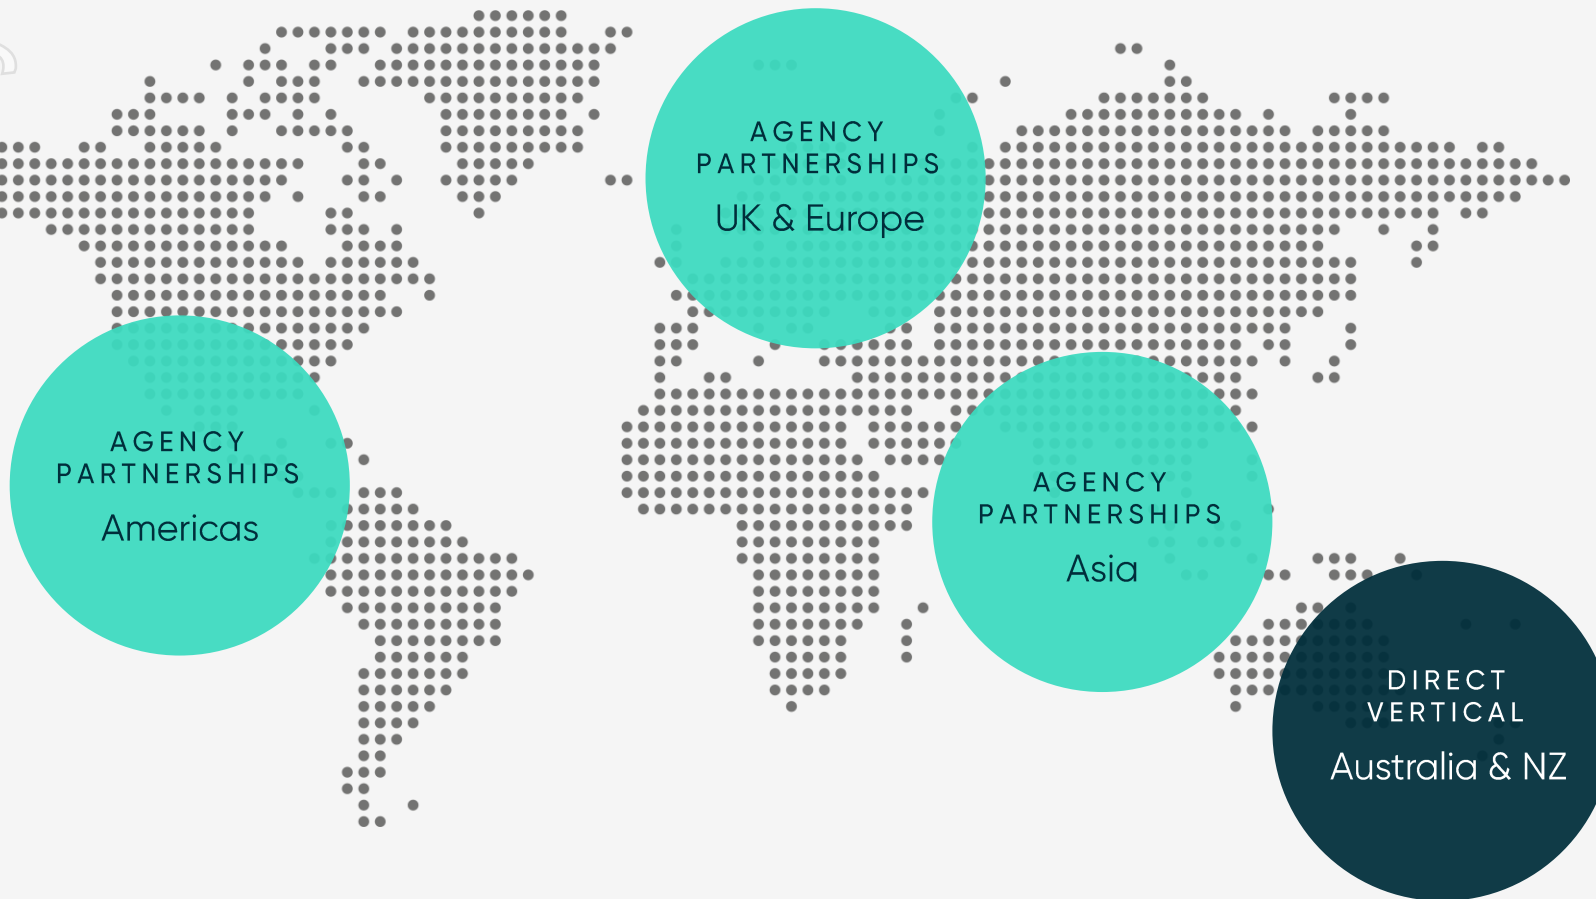 AGENCY
PARTNERSHIPS
UK & Europe
AGENCY
PARTNERSHIPS
Americas
AGENCY
PARTNERSHIPS
Asia
DIRECT
VERTICAL
Australia & NZ